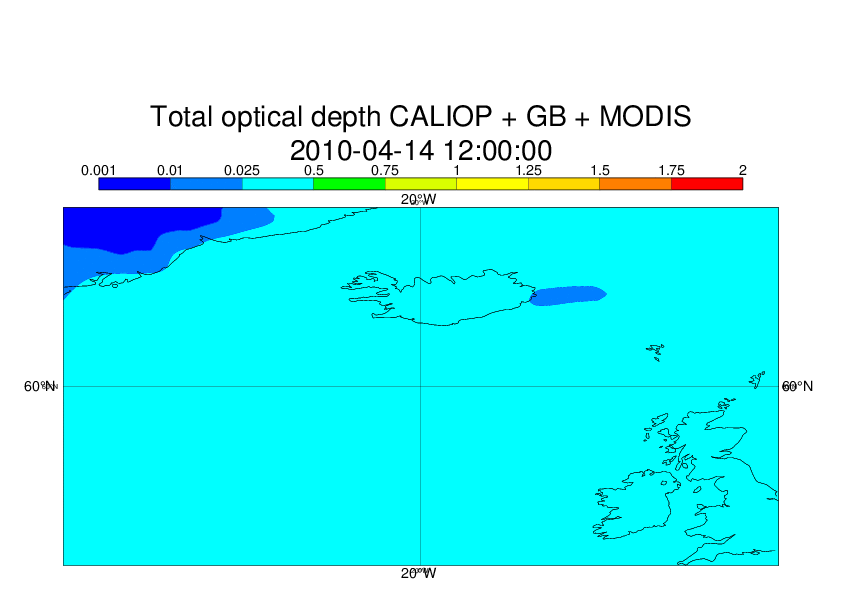 Total optical depth CALIOP + GB + MODIS
2010-04-14 12:00:00
0.001 0.01 0.025 0.5 0.75 1 1.25 1.5 1.75 2
20°W
60°N 60°N
20°W